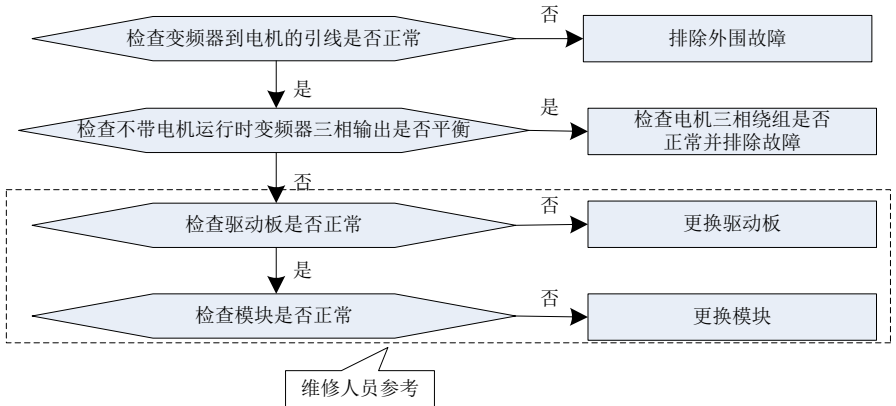 检查变频器到电机的引线是否正常
否
排除外围故障
是
检查不带电机运行时变频器三相输出是否平衡
是
检查电机三相绕组是否
正常并排除故障
否
检查驱动板是否正常
否
更换驱动板
是
检查模块是否正常
否
更换模块
维修人员参考